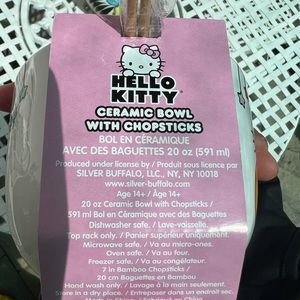 HELLO
KITTY
CERAMIC BOWL
WITH CHOPSTICKS
BOL EN CÉRAMIQUE
AVEC DES BAGUETTES 20 oz (591 ml)
Produced under license by / Produit sous licence par
SILVER BUFFALO, LLC., NY, NY 10018
www.silver-buffalo.com
Age 14+ / Age 14+
20 oz Ceramic Bowl with Chopsticks /
591 ml Bol en Céramique avec des Baguettes
Dishwasher safe. / Lave-vaisselle.
Top rack only. / Panier supérieur uniquement.
Microwave safe. / Va au micro-ones.
Oven safe. / Va au four.
Freezer safe. / Va au congélateur.
7 in Bamboo Chopsticks /
20 cm Baguettes en Bambou
Hand wash only. / Lavage à la main seulement.
Store in a dry place. / Entreposer dans un endroit sec.